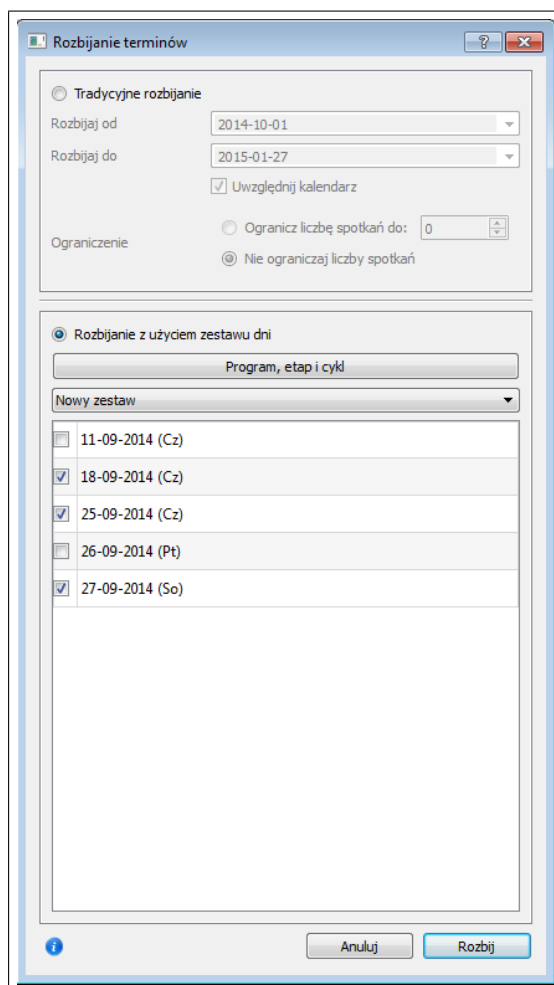 Rozbijanie terminów
Tradycyjne rozbijanie
Rozbijaj od 2014-10-01
Rozbijaj do 2015-01-27
Uwzględnij kalendarz
Ograniczenie
Ogranicz liczbę spotkań do: 0
Nie ograniczaj liczby spotkań
Rozbijanie z użyciem zestawu dni
Program, etap i cykl
Nowy zestaw
11-09-2014 (Cz)
18-09-2014 (Cz)
25-09-2014 (Cz)
26-09-2014 (Pt)
27-09-2014 (So)
Anuluj Rozbij